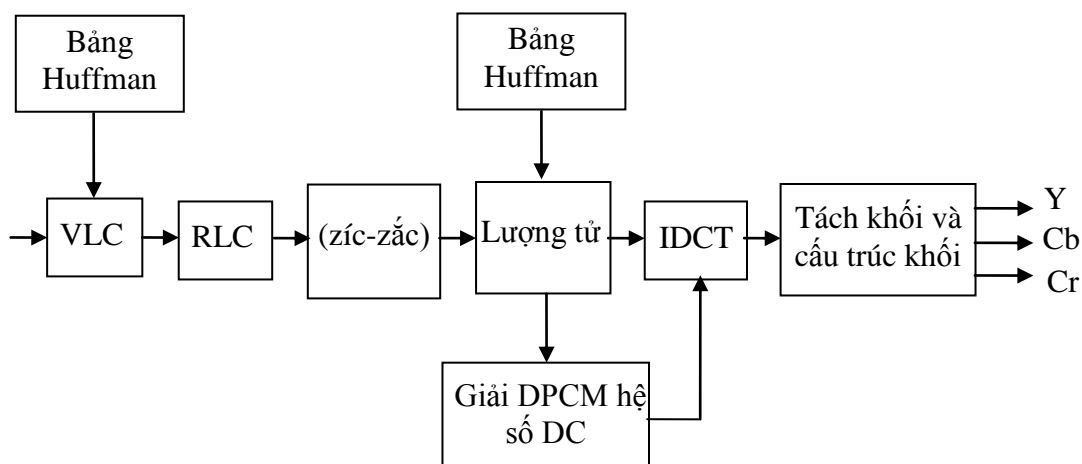 Bảng
Huffman
Bảng
Huffman
VLC
RLC
(zíc-zắc)
Lượng tử
IDCT
Tách khối và
cấu trúc khối
Y
Cb
Cr
Giải DPCM hệ
số DC